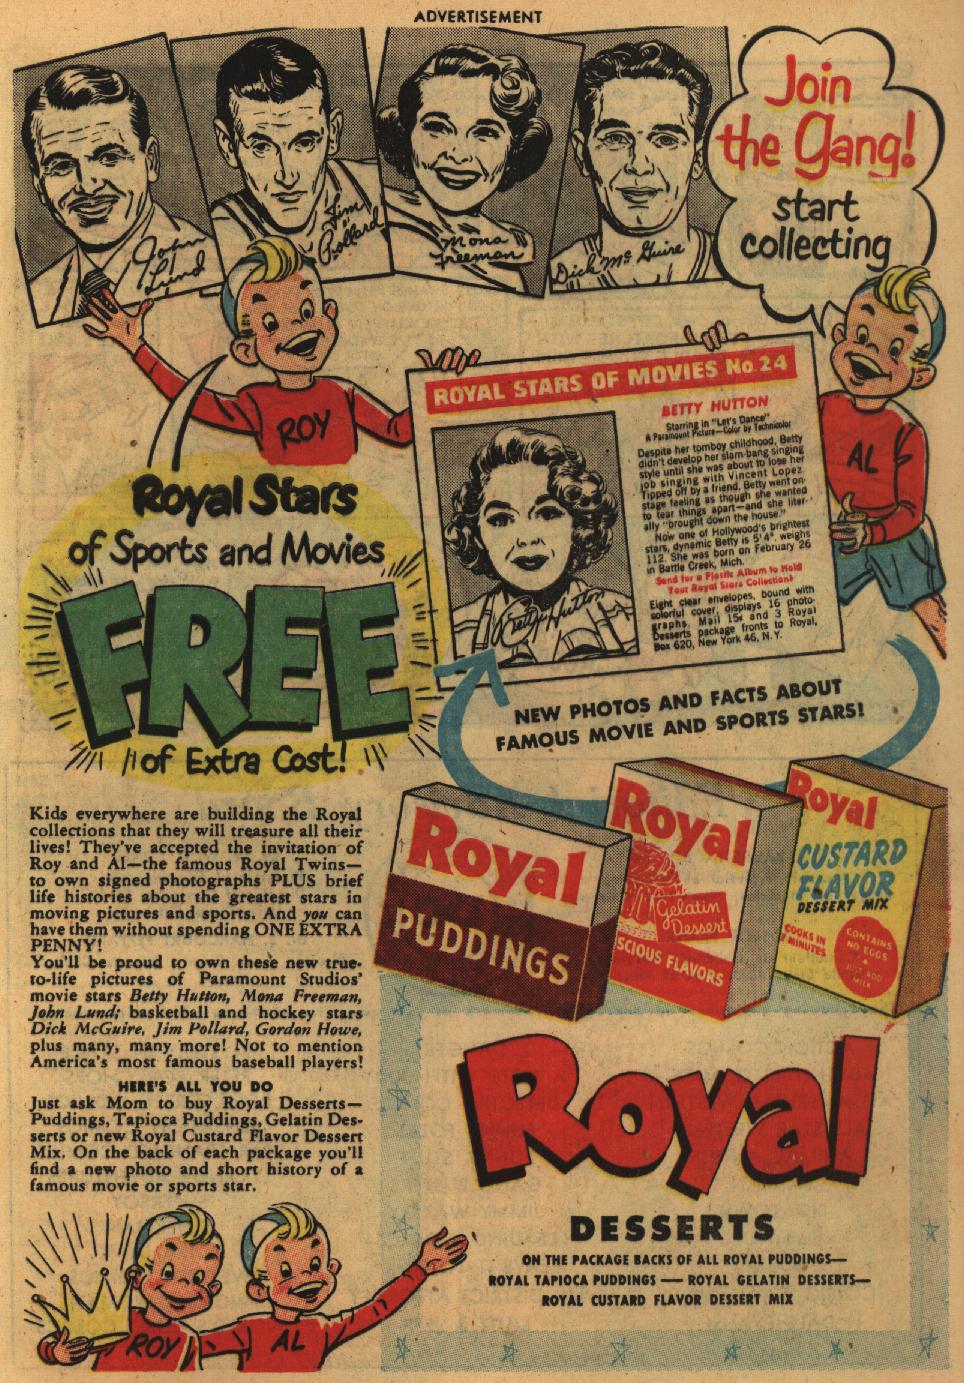 ADVERTISEMENT
John
Lund
Jim
Pollard
Mona
Freeman
Dick McGuire
Join
the Gang!
start
collecting
ROY
AL
ROYAL STARS OF MOVIES No. 24
BETTY HUTTON
Starring in "Let's Dance"
A Paramount Picture—Color by Technicolor
Despite her tomboy childhood, Betty
didn't develop her slam-bang singing
style until she was about to lose her
job singing with Vincent Lopez.
Tipped off by a friend, Betty went on
stage feeling as though she wanted
to tear things apart—and she liter-
ally "brought down the house."
Now one of Hollywood's brightest
stars, dynamic Betty is 5'4", weighs
112. She was born on February 26
in Battle Creek, Mich.
Send for a Plastic Album to Hold
Your Royal Stars Collection!
Eight clear envelopes, bound with
colorful cover, displays 16 photo-
graphs. Mail 15¢ and 3 Royal
Desserts package fronts to Royal,
Box 620, New York 46, N.Y.
Betty Hutton
Royal Stars
of Sports and Movies
FREE
of Extra Cost!
NEW PHOTOS AND FACTS ABOUT
FAMOUS MOVIE AND SPORTS STARS!
Kids everywhere are building the Royal
collections that they will treasure all their
lives! They've accepted the invitation of
Roy and Al—the famous Royal Twins—
to own signed photographs PLUS brief
life histories about the greatest stars in
moving pictures and sports. And you can
have them without spending ONE EXTRA
PENNY!
You'll be proud to own these new true-
to-life pictures of Paramount Studios'
movie stars Betty Hutton, Mona Freeman,
John Lund; basketball and hockey stars
Dick McGuire, Jim Pollard, Gordon Howe,
plus many, many more! Not to mention
America's most famous baseball players!
HERE'S ALL YOU DO
Just ask Mom to buy Royal Desserts—
Puddings, Tapioca Puddings, Gelatin Des-
serts or new Royal Custard Flavor Dessert
Mix. On the back of each package you'll
find a new photo and short history of a
famous movie or sports star.
Royal
PUDDINGS
Royal
Gelatin
Dessert
SCIOUS FLAVORS
Royal
CUSTARD
FLAVOR
DESSERT MIX
COOKS IN
7 MINUTES
CONTAINS
NO EGGS
JUST ADD
MILK
Royal
DESSERTS
ON THE PACKAGE BACKS OF ALL ROYAL PUDDINGS—
ROYAL TAPIOCA PUDDINGS — ROYAL GELATIN DESSERTS—
ROYAL CUSTARD FLAVOR DESSERT MIX
ROY
AL